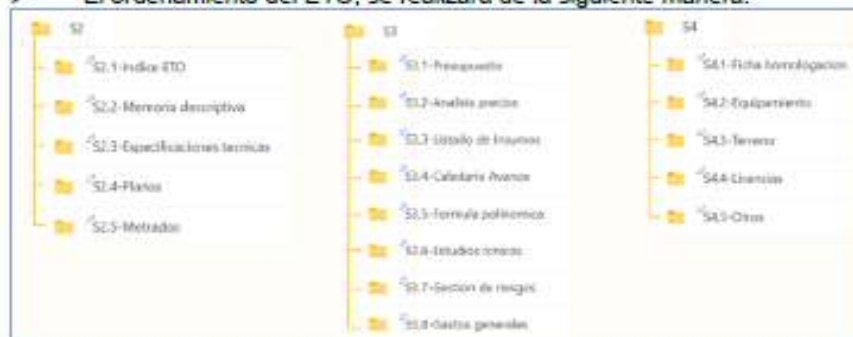 El ordenamiento del ETO, se realizará de la siguiente manera:
S2
S2.1-Indice ETO
S2.2-Memoria descriptiva
S2.3-Especificaciones tecnicas
S2.4-Planos
S2.5-Metrados
S3
S3.1-Presupuesto
S3.2-Analisis precios
S3.3-Listado de Insumos
S3.4-Avance
S3.5-Formula polinomica
S3.6-Estudios
S3.7-Gestion de riesgos
S3.8-Gastos generales
S4
S4.1-Ficha homologacion
S4.2-Equipamiento
S4.3-Terreno
S4.4-Licencias
S4.5-Otros